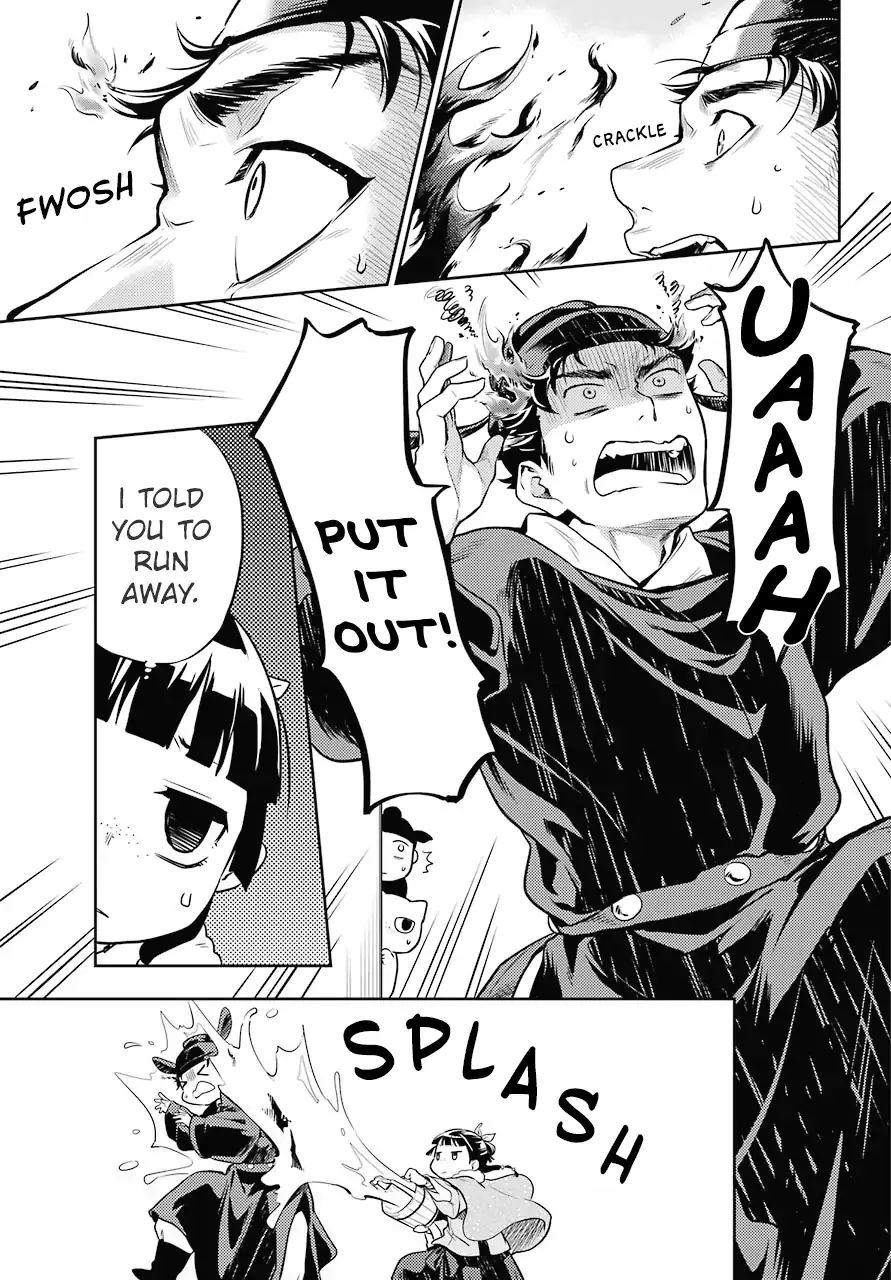 CRACKLE
FWOSH
UAAAH
PUT
IT
OUT!
I TOLD
YOU TO
RUN
AWAY.
SPLASH